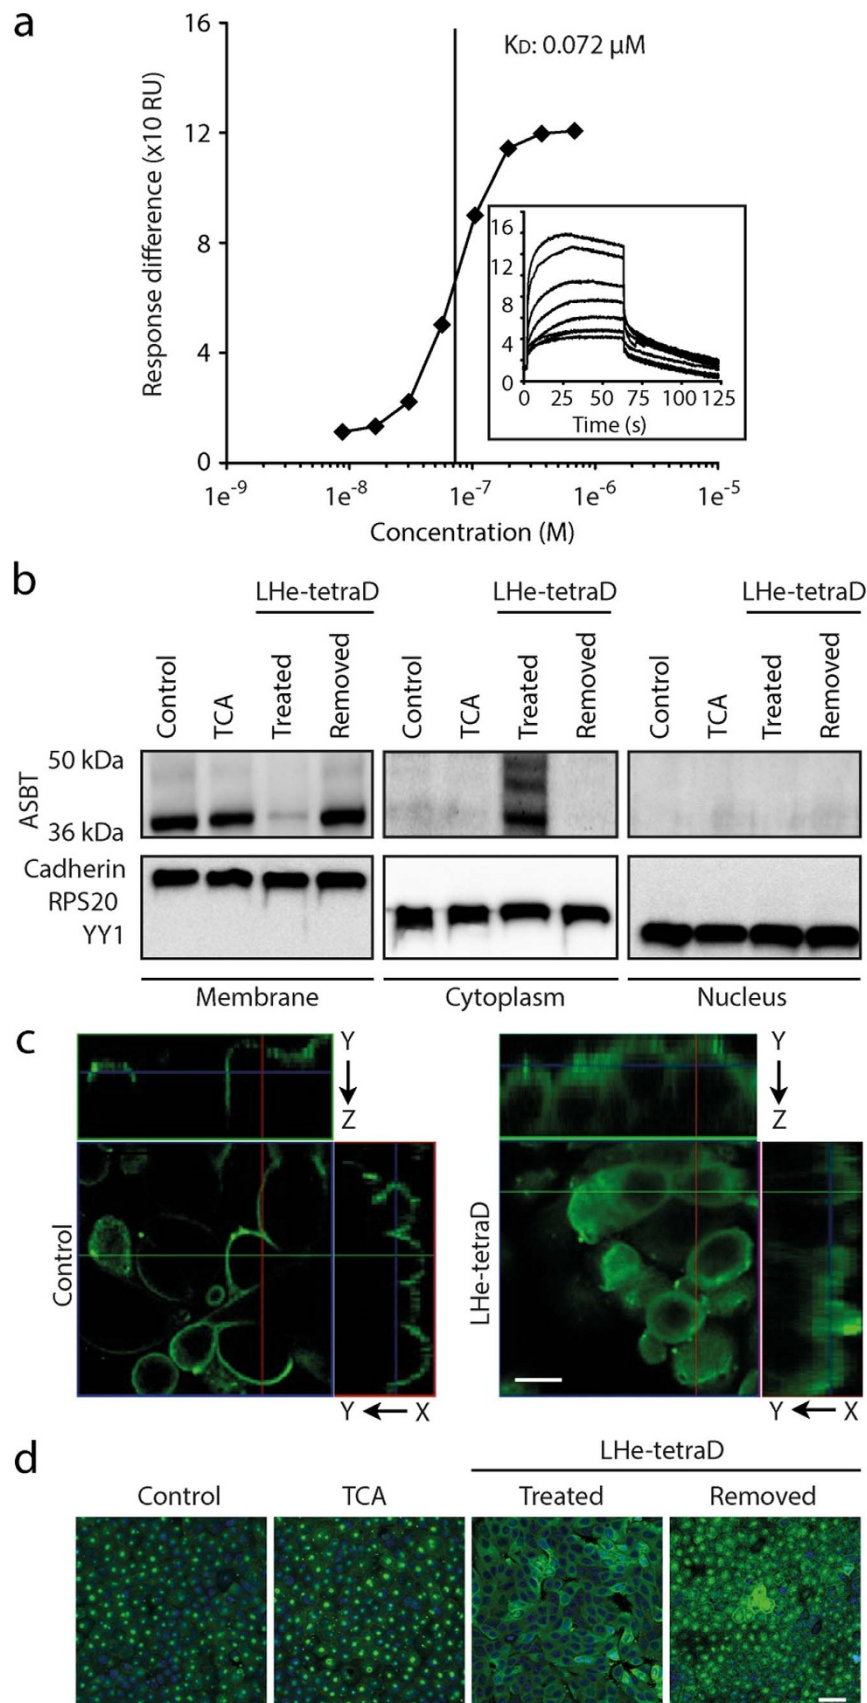 a
16
12
8
4
0
Response difference (x10 RU)
KD: 0.072 µM
16
12
8
4
0
0 25 50 75 100 125
Time (s)
1e-9 1e-8 1e-7 1e-6 1e-5
Concentration (M)
b
LHe-tetraD LHe-tetraD LHe-tetraD
Control TCA Treated Removed Control TCA Treated Removed Control TCA Treated Removed
50 kDa
ASBT
36 kDa
Cadherin
RPS20
YY1
Membrane Cytoplasm Nucleus
c
Y Y
Z Z
Control LHe-tetraD
Y X Y X
d
LHe-tetraD
Control TCA Treated Removed